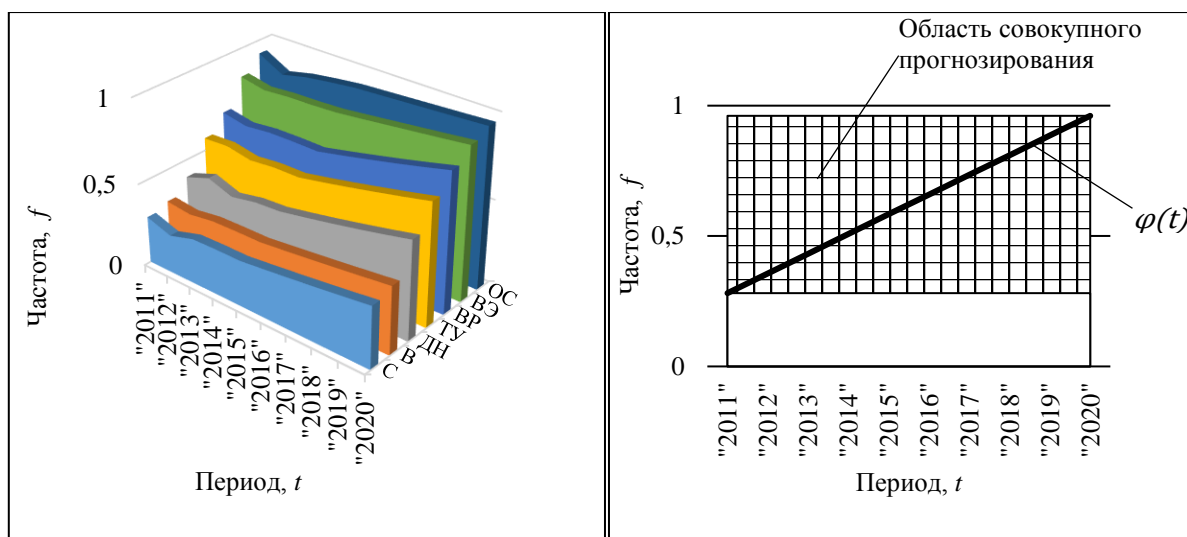 1
0,5
0
Частота, f
"2011"
"2012"
"2013"
"2014"
"2015"
"2016"
"2017"
"2018"
"2019"
"2020"
С
В
ДН
ТУ
ВР
ВЭ
ОС
Период, t
Область совокупного
прогнозирования
1
0,5
0
Частота, f
φ(t)
"2011"
"2012"
"2013"
"2014"
"2015"
"2016"
"2017"
"2018"
"2019"
"2020"
Период, t